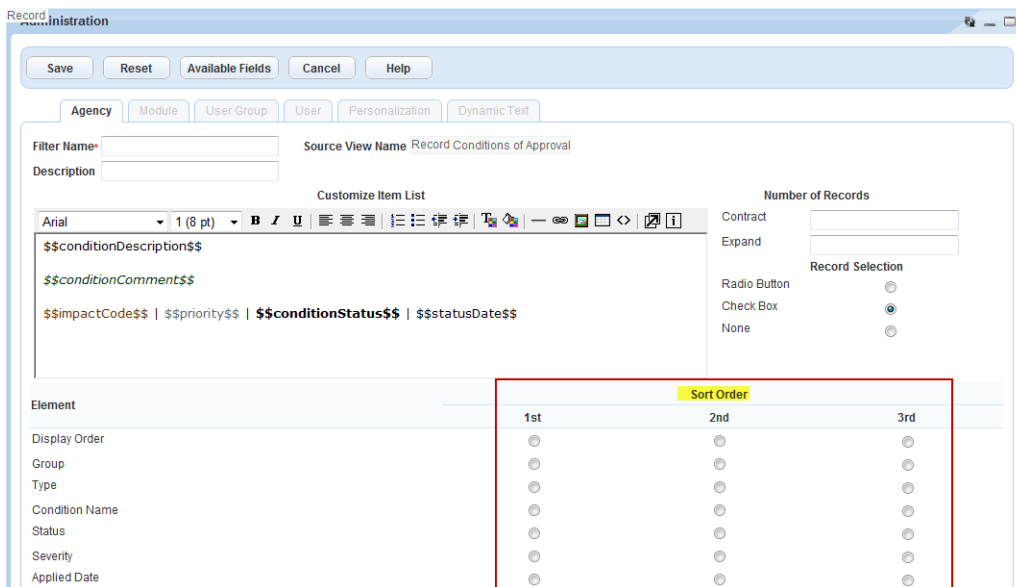 Record
Administration
Save Reset Available Fields Cancel Help
Agency Module User Group User Personalization Dynamic Text
Filter Name* Source View Name Record Conditions of Approval
Description
Customize Item List Number of Records
Arial 1 (8 pt) B I U
Contract
Expand
$$conditionDescription$$
$$conditionComment$$
$$impactCode$$ | $$priority$$ | $$conditionStatus$$ | $$statusDate$$
Record Selection
Radio Button
Check Box
None
Element Sort Order
1st 2nd 3rd
Display Order
Group
Type
Condition Name
Status
Severity
Applied Date